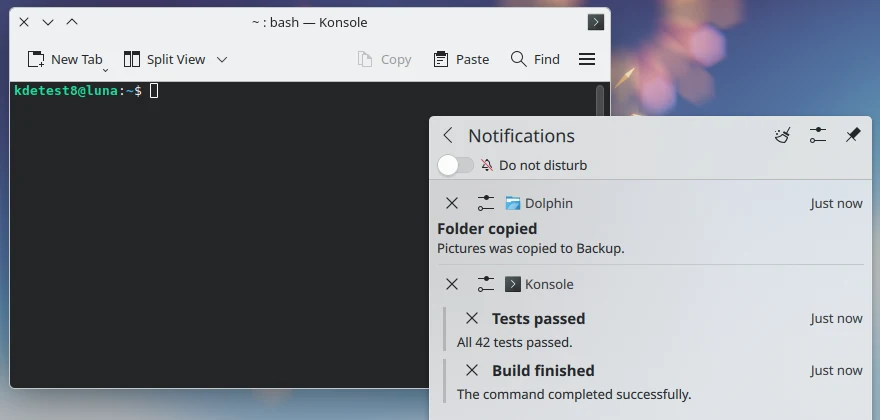 ~ : bash — Konsole
New Tab Split View Copy Paste Find
kdetest8@luna:~$
Notifications
Do not disturb
Dolphin Just now
Folder copied
Pictures was copied to Backup.
Konsole
Tests passed Just now
All 42 tests passed.
Build finished Just now
The command completed successfully.